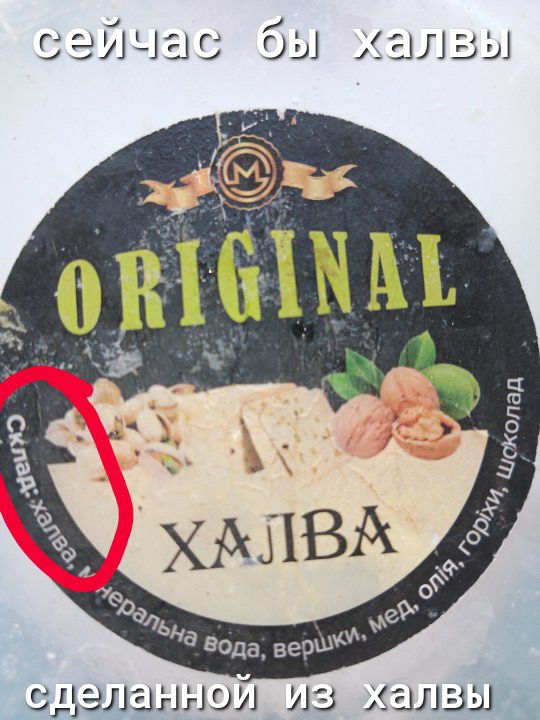 сейчас бы халвы
ORIGINAL
ХАЛВА
Склад: халва, мінеральна вода, вершки, мед, олія, горіхи, шоколад
сделанной из халвы